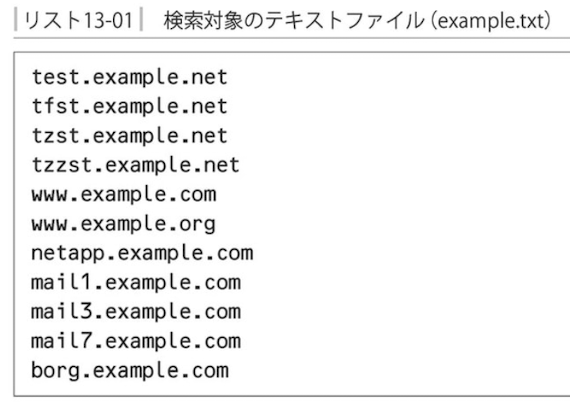 リスト13-01 検索対象のテキストファイル（example.txt）
test.example.net
tfst.example.net
tzst.example.net
tzzst.example.net
www.example.com
www.example.org
netapp.example.com
mail1.example.com
mail3.example.com
mail7.example.com
borg.example.com